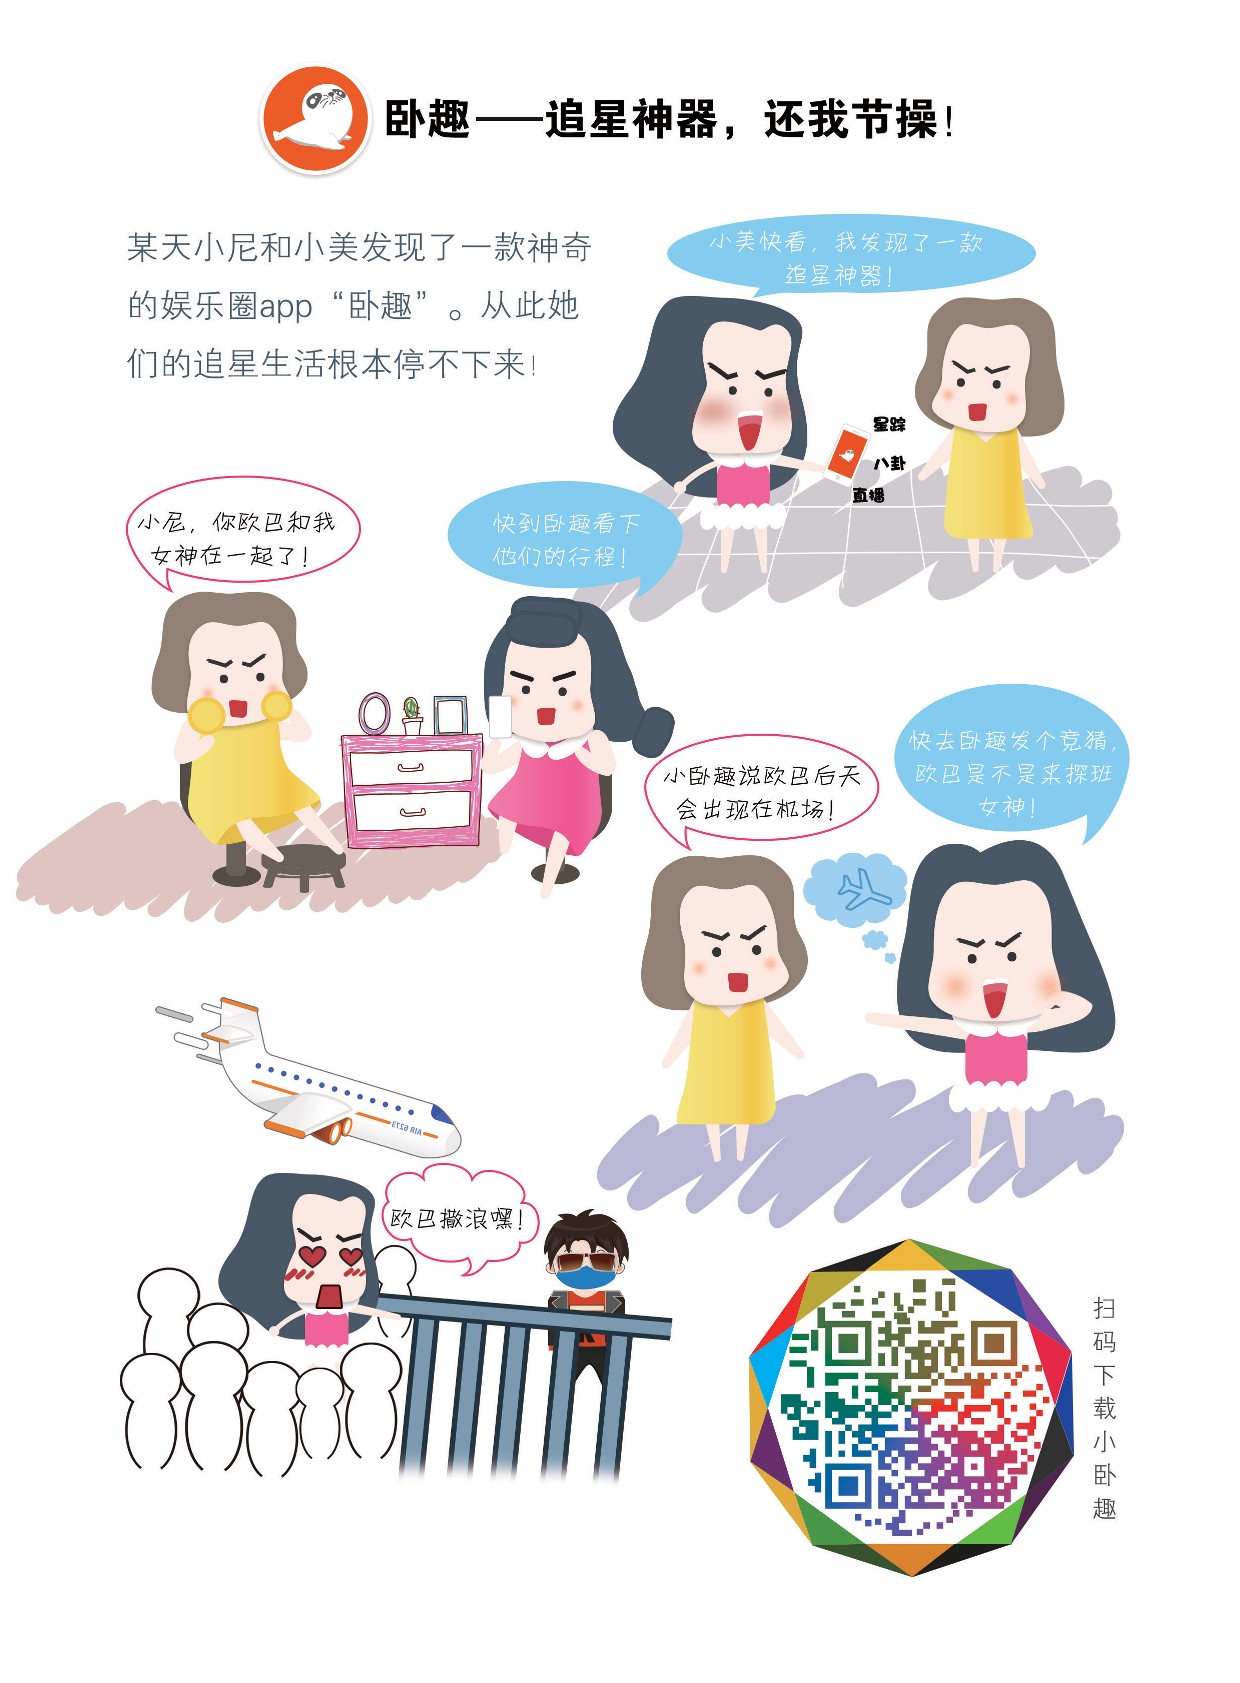 卧趣——追星神器，还我节操！
某天小尼和小美发现了一款神奇
的娱乐圈app“卧趣”。从此她
们的追星生活根本停不下来！
小美快看，我发现了一款
追星神器！
星踪
八卦
直播
小尼，你欧巴和我
女神在一起了！
快到卧趣看下
他们的行程！
小卧趣说欧巴后天
会出现在机场！
快去卧趣发个竞猜，
欧巴是不是来探班
女神！
AIR 6273
欧巴撒浪嘿！
扫码下载小卧趣